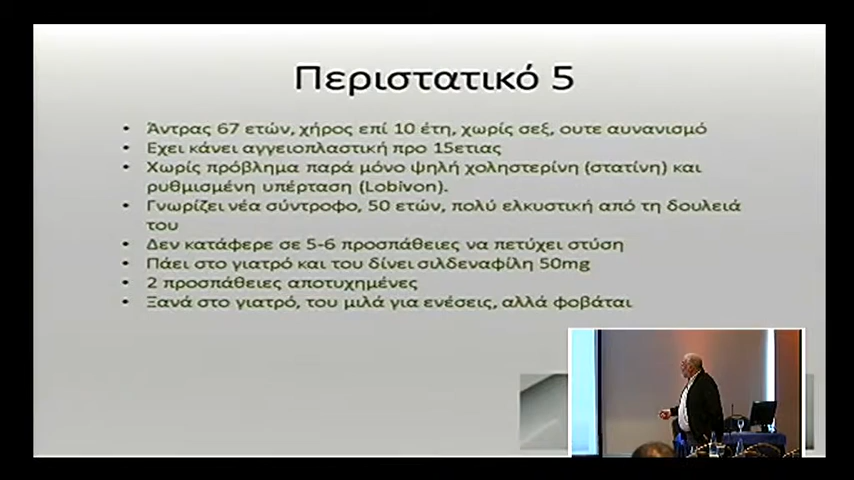 Περιστατικό 5
• Άντρας 67 ετών, χήρος επί 10 έτη, χωρίς σεξ, ουτε αυνανισμό
• Εχει κάνει αγγειοπλαστική προ 15ετιας
• Χωρίς πρόβλημα παρά μόνο ψηλή χοληστερίνη (στατίνη) και
ρυθμισμένη υπέρταση (Lobivon).
• Γνωρίζει νέα σύντροφο, 50 ετών, πολύ ελκυστική από τη δουλειά
του
• Δεν κατάφερε σε 5-6 προσπάθειες να πετύχει στύση
• Πάει στο γιατρό και του δίνει σιλδεναφίλη 50mg
• 2 προσπάθειες αποτυχημένες
• Ξανά στο γιατρό, του μιλά για ενέσεις, αλλά φοβάται